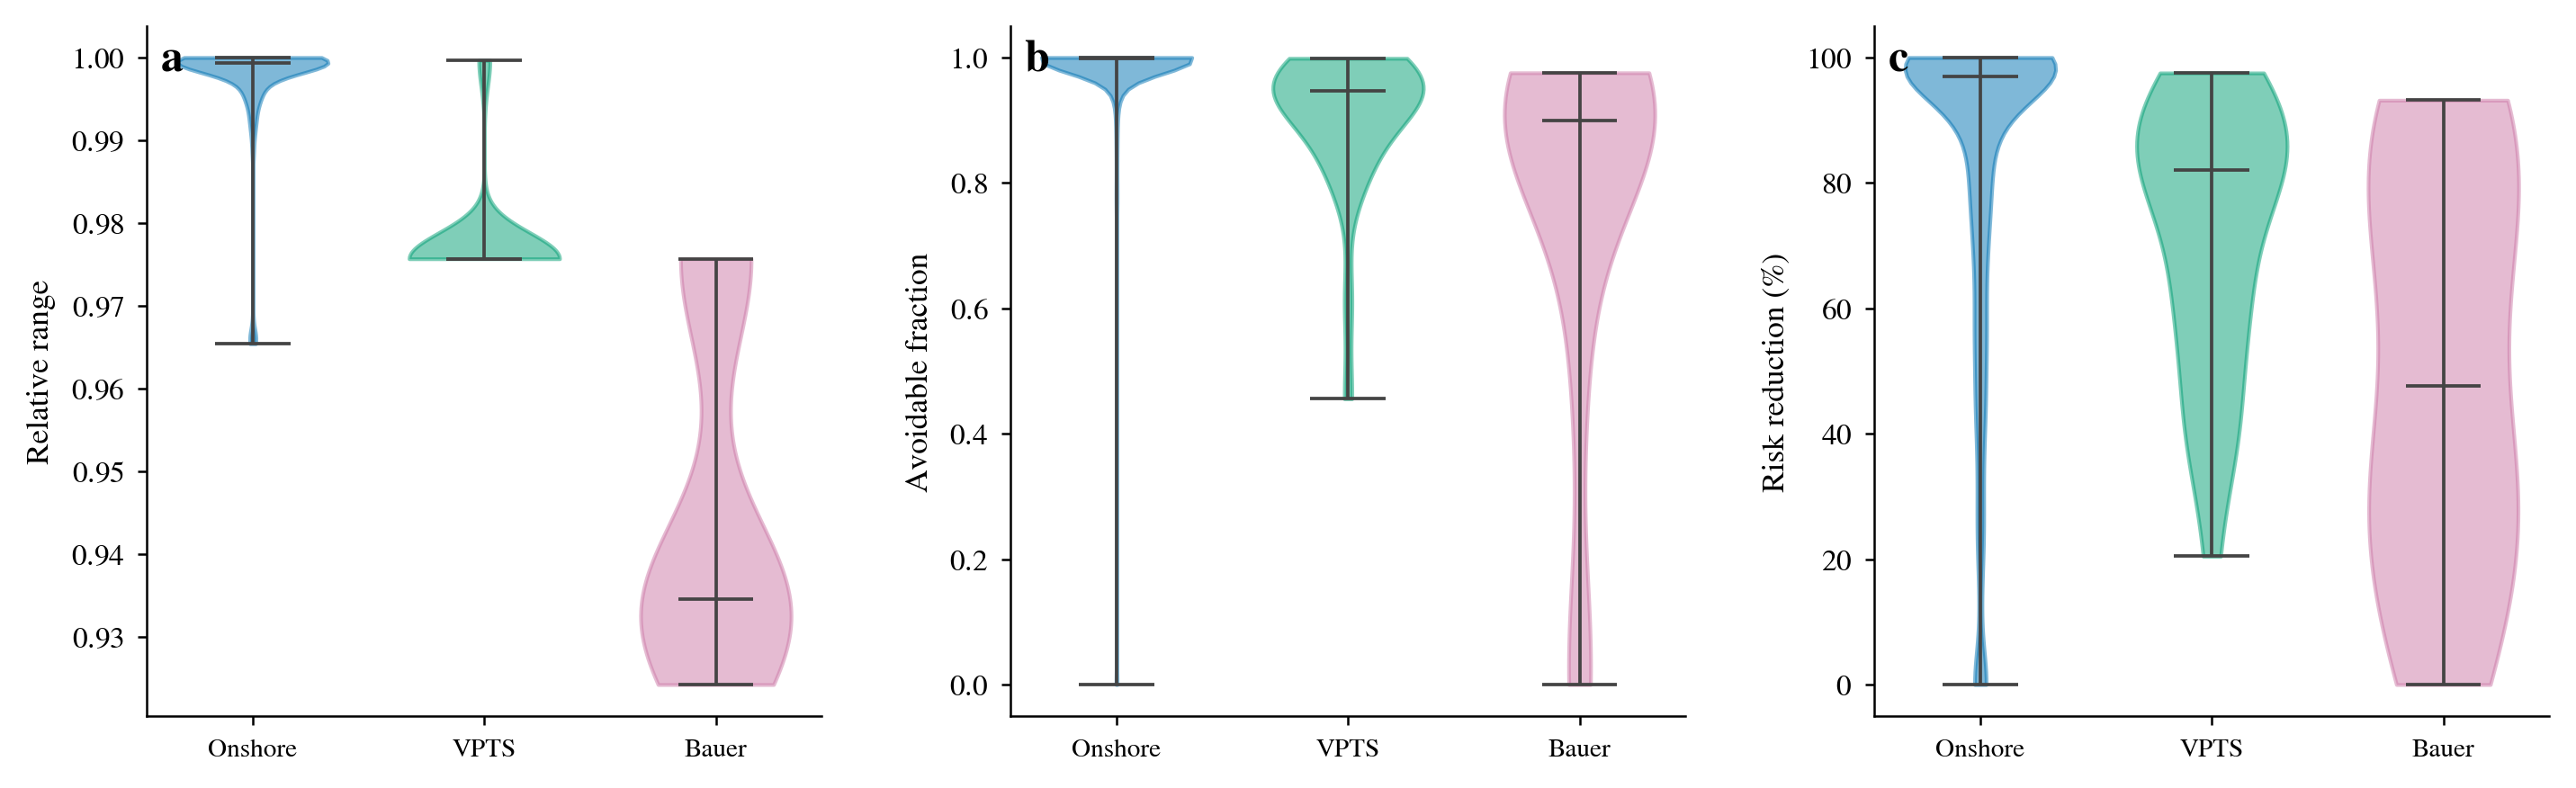 a
Relative range
1.00
0.99
0.98
0.97
0.96
0.95
0.94
0.93
Onshore
VPTS
Bauer
b
Avoidable fraction
1.0
0.8
0.6
0.4
0.2
0.0
Onshore
VPTS
Bauer
c
Risk reduction (%)
100
80
60
40
20
0
Onshore
VPTS
Bauer